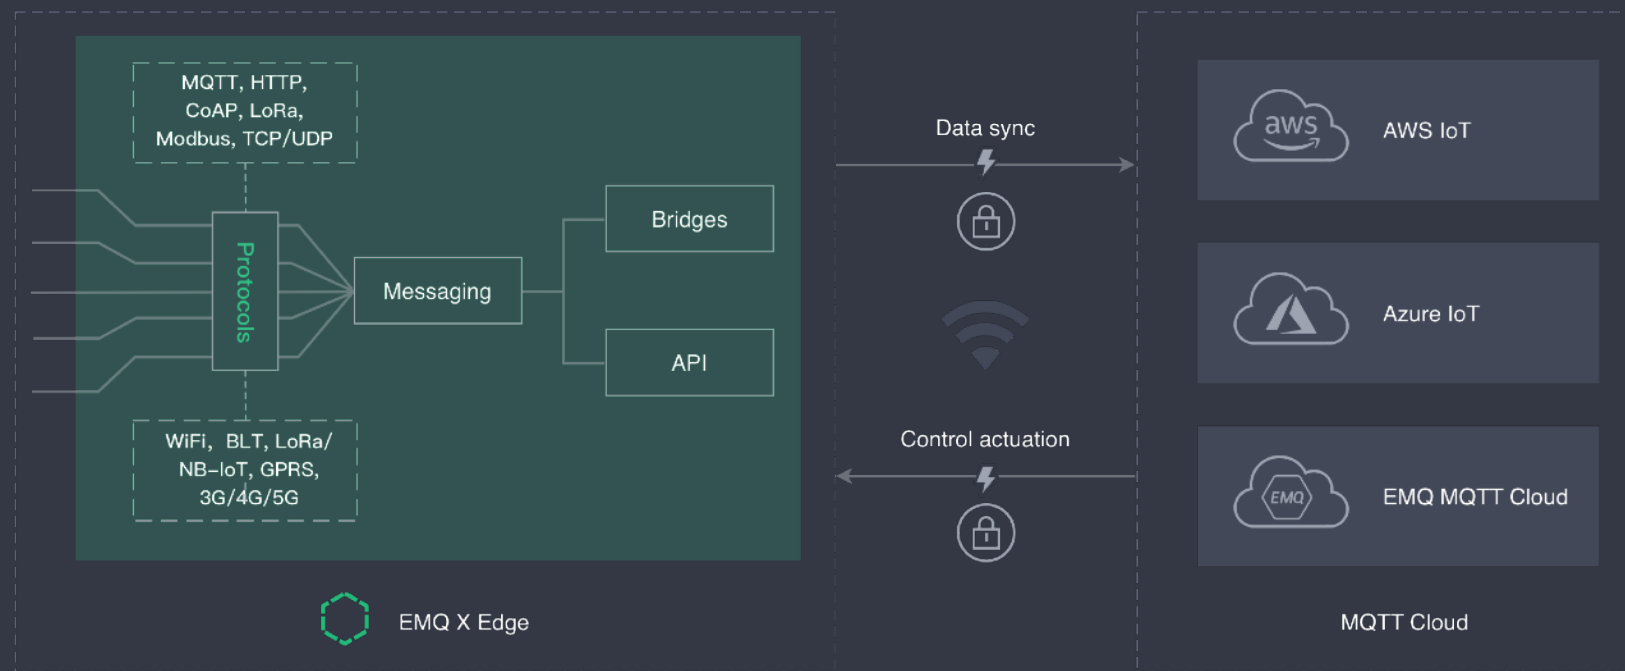 MQTT, HTTP,
CoAP, LoRa,
Modbus, TCP/UDP
Protocols
WiFi, BLT, LoRa/
NB-IoT, GPRS,
3G/4G/5G
Messaging
Bridges
API
EMQ X Edge
Data sync
Control actuation
aws
AWS IoT
Azure IoT
EMQ
EMQ MQTT Cloud
MQTT Cloud